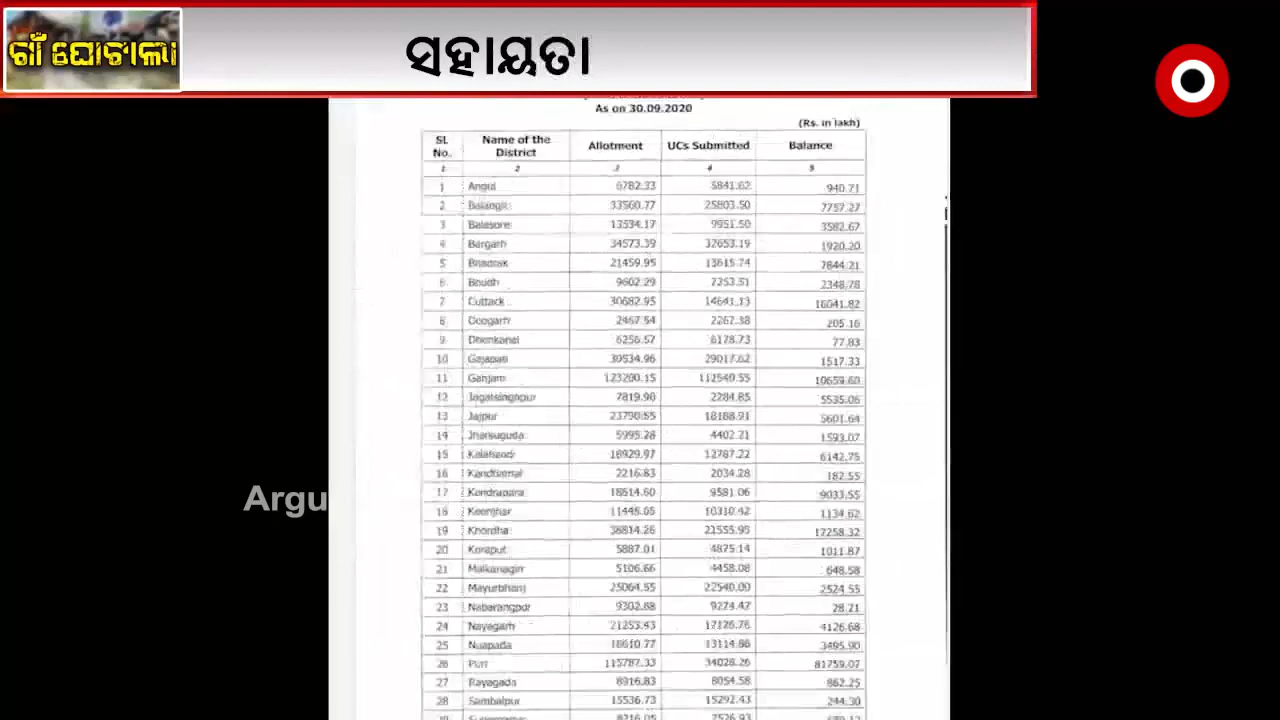 ଗାଁ ଘୋଟାଲା
ସହାୟତା
As on 30.09.2020
(Rs. in lakh)
Sl. No. Name of the District Allotment UCs Submitted Balance
1 2 3 4 5
1 Angul 6782.33 5841.62 940.71
2 Balangir 33560.77 25803.50 7757.27
3 Balasore 13534.17 9951.50 3582.67
4 Bargarh 34573.39 32653.19 1920.20
5 Bhadrak 21459.95 13615.74 7844.21
6 Boudh 9602.29 7253.51 2348.78
7 Cuttack 30682.95 14641.13 16041.82
8 Deogarh 2467.54 2262.38 205.16
9 Dhenkanal 6256.57 6178.73 77.83
10 Gajapati 30534.96 29017.62 1517.33
11 Ganjam 123200.15 112540.55 10659.60
12 Jagatsinghpur 7819.90 2284.85 5535.06
13 Jajpur 23790.55 18188.91 5601.64
14 Jharsuguda 5995.28 4402.21 1593.07
15 Kalahandi 18929.97 12787.22 6142.75
16 Kandhamal 2216.83 2034.28 182.55
17 Kendrapara 18614.60 9581.06 9033.55
18 Keonjhar 11445.05 10310.42 1134.62
19 Khordha 38814.26 21555.95 17258.32
20 Koraput 5887.01 4875.14 1011.87
21 Malkanagiri 5106.66 4458.08 648.58
22 Mayurbhanj 25064.55 22540.00 2524.55
23 Nabarangpur 9302.68 9274.47 28.21
24 Nayagarh 21253.43 17126.76 4126.68
25 Nuapada 16610.77 13114.86 3495.90
26 Puri 115787.33 34028.26 81759.07
27 Rayagada 8916.83 8054.58 862.25
28 Sambalpur 15536.73 15292.43 244.30
Argu